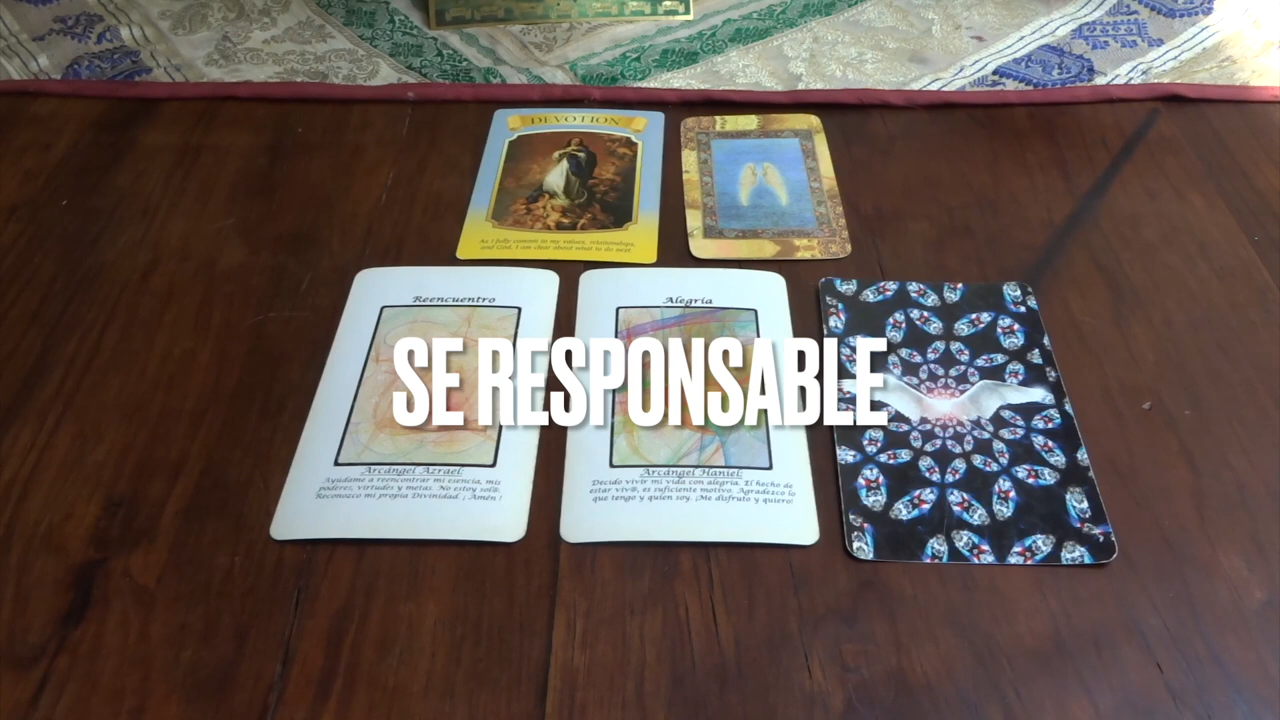 DEVOTION
As I fully commit to my values, relationships,
and God, I am clear about what to do next.
Reencuentro
Alegría
SE RESPONSABLE
Arcángel Azrael:
Ayúdame a reencontrar mi esencia, mis
poderes, virtudes y metas. No estoy sol@.
Reconozco mi propia Divinidad. ¡ Amén !
Arcángel Haniel:
Decido vivir mi vida con alegría. El hecho de
estar viv@, es suficiente motivo. Agradezco lo
que tengo y quien soy. ¡Me disfruto y quiero!